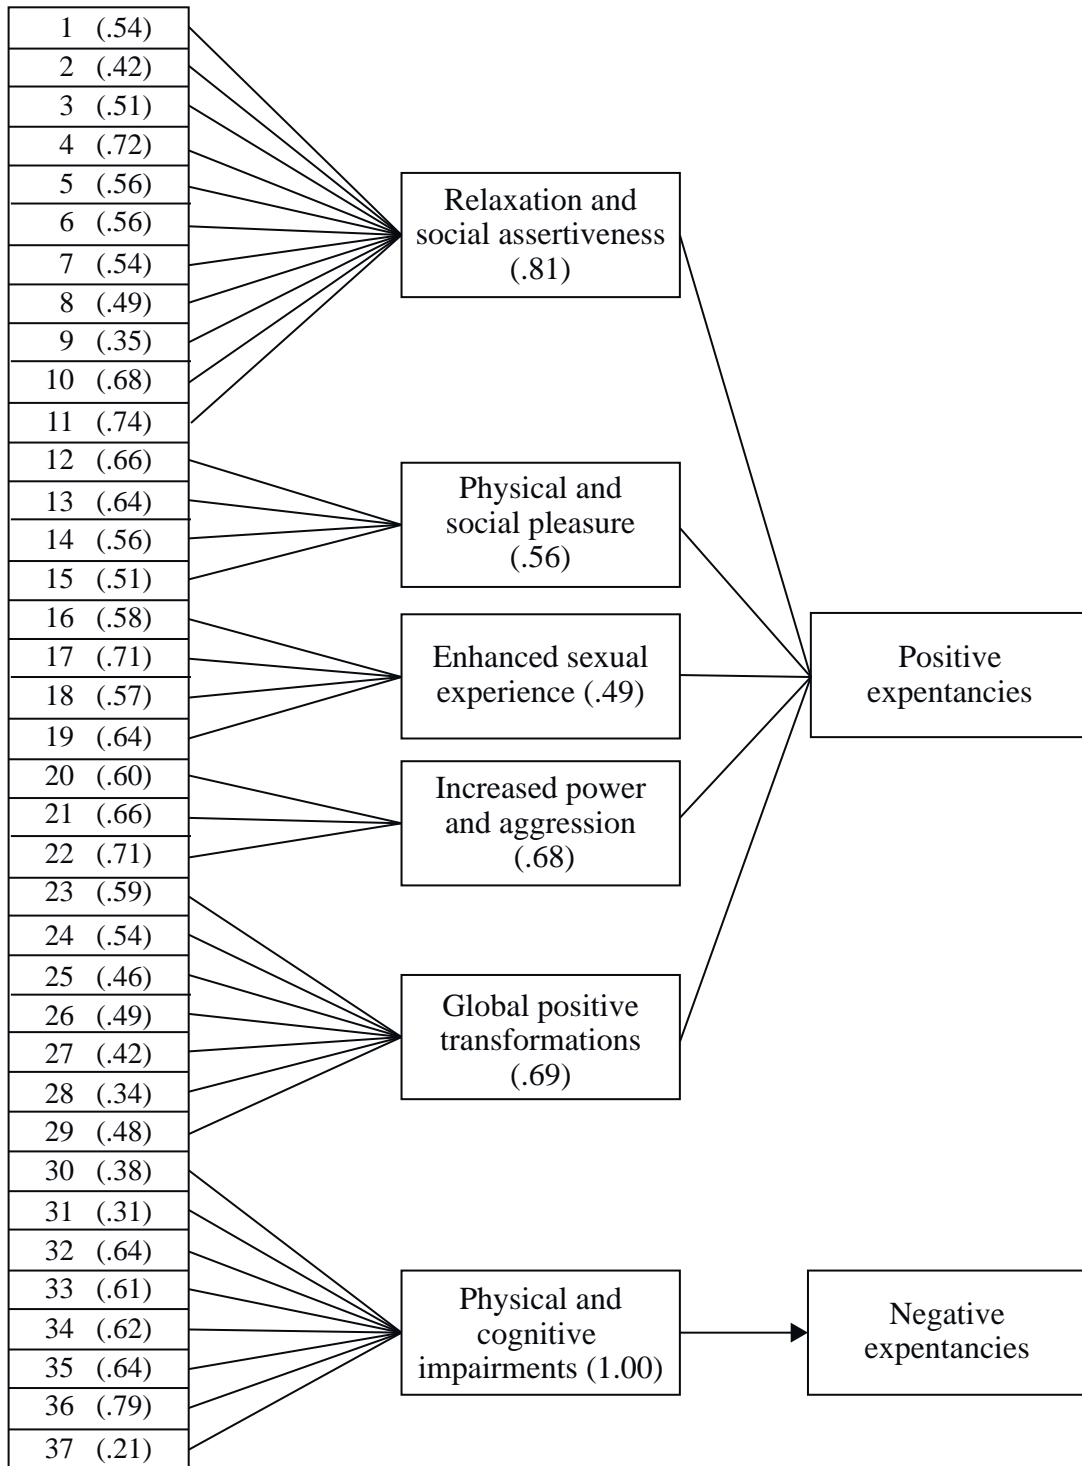 1 (.54)
2 (.42)
3 (.51)
4 (.72)
5 (.56)
6 (.56)
7 (.54)
8 (.49)
9 (.35)
10 (.68)
11 (.74)
12 (.66)
13 (.64)
14 (.56)
15 (.51)
16 (.58)
17 (.71)
18 (.57)
19 (.64)
20 (.60)
21 (.66)
22 (.71)
23 (.59)
24 (.54)
25 (.46)
26 (.49)
27 (.42)
28 (.34)
29 (.48)
30 (.38)
31 (.31)
32 (.64)
33 (.61)
34 (.62)
35 (.64)
36 (.79)
37 (.21)
Relaxation and
social assertiveness
(.81)
Physical and
social pleasure
(.56)
Enhanced sexual
experience (.49)
Increased power
and aggression
(.68)
Global positive
transformations
(.69)
Physical and
cognitive
impairments (1.00)
Positive
expentancies
Negative
expentancies